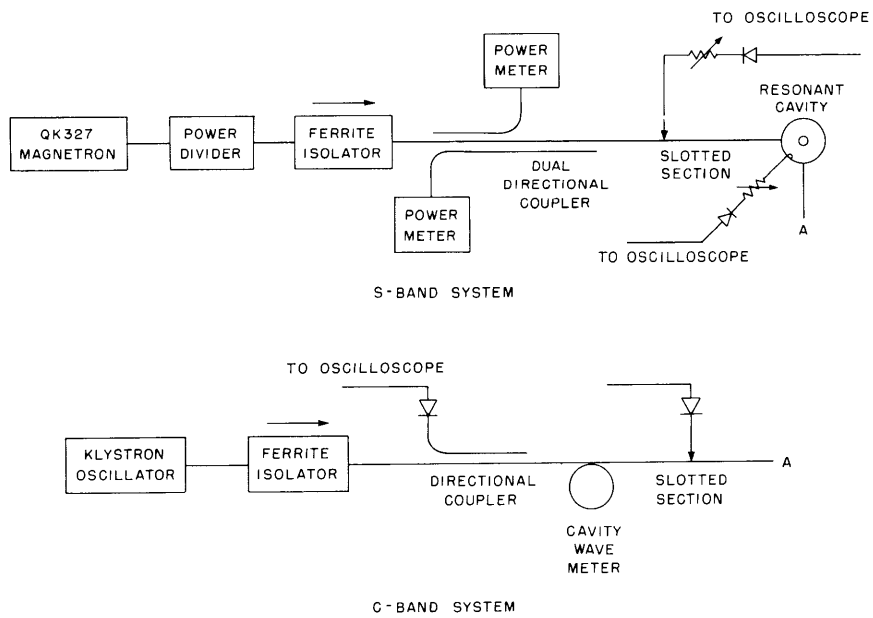 TO OSCILLOSCOPE
POWER
METER
RESONANT
CAVITY
QK327
MAGNETRON
POWER
DIVIDER
FERRITE
ISOLATOR
DUAL
DIRECTIONAL
COUPLER
SLOTTED
SECTION
POWER
METER
A
TO OSCILLOSCOPE
S-BAND SYSTEM
TO OSCILLOSCOPE
KLYSTRON
OSCILLATOR
FERRITE
ISOLATOR
DIRECTIONAL
COUPLER
CAVITY
WAVE
METER
SLOTTED
SECTION
A
C-BAND SYSTEM